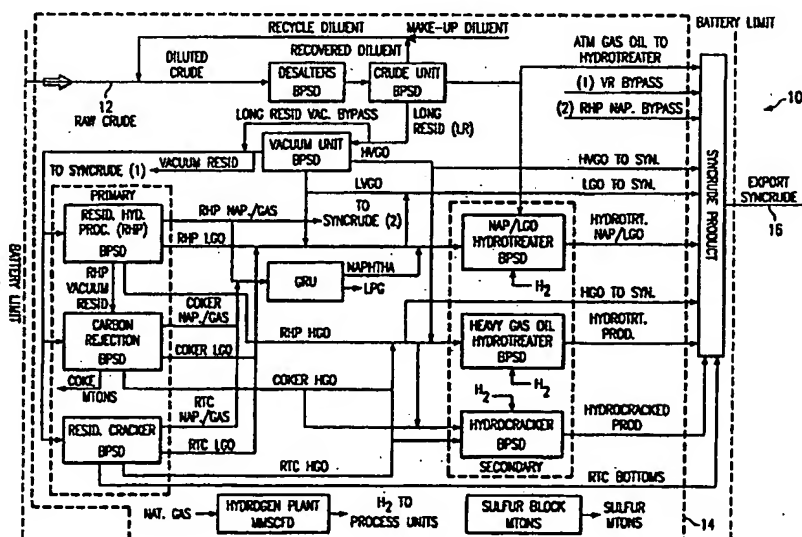 RECYCLE DILUENT
MAKE-UP DILUENT
BATTERY LIMIT
RECOVERED DILUENT
DILUTED CRUDE
ATM GAS OIL TO HYDROTREATER
DESALTERS BPSD
CRUDE UNIT BPSD
(1) VR BYPASS
12
RAW CRUDE
LONG RESID VAC. BYPASS
LONG RESID (LR)
(2) RHP NAP. BYPASS
10
VACUUM UNIT BPSD
HVGO
TO SYNCRUDE (1)
VACUUM RESID
HVGO TO SYN.
LVGO
LGO TO SYN.
SYNCRUDE PRODUCT
EXPORT SYNCRUDE
16
PRIMARY
RESID. HYD. PROC. (RHP) BPSD
RHP NAP./GAS
TO SYNCRUDE (2)
RHP LGO
NAP/LGO HYDROTREATER BPSD
HYDROTRT. NAP/LGO
NAPHTHA
H2
GRU
LPG
BATTERY LIMIT
RHP VACUUM RESID
COKER NAP./GAS
HGO TO SYN.
CARBON REJECTION BPSD
RHP HGO
HEAVY GAS OIL HYDROTREATER BPSD
HYDROTRT. PROD.
COKER LGO
COKE MTONS
COKER HGO
H2
H2
RTC NAP./GAS
HYDROCRACKER BPSD
HYDROCRACKED PROD
RESID. CRACKER BPSD
RTC LGO
SECONDARY
RTC HGO
RTC BOTTOMS
NAT. GAS
HYDROGEN PLANT MMSCFD
H2 TO PROCESS UNITS
SULFUR BLOCK MTONS
SULFUR MTONS
14